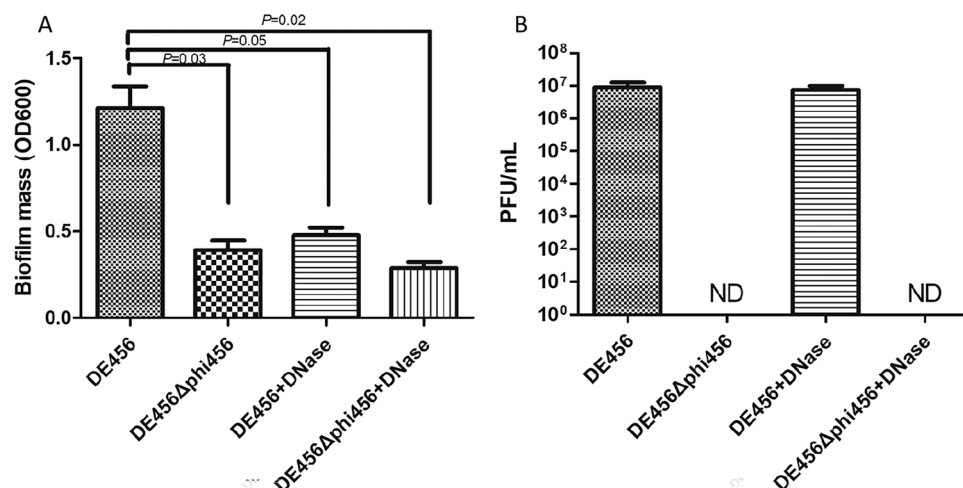 A
P=0.02
P=0.05
P=0.03
Biofilm mass (OD600)
1.5
1.0
0.5
0.0
DE456
DE456Δphi456
DE456+DNase
DE456Δphi456+DNase
B
PFU/mL
10⁸
10⁷
10⁶
10⁵
10⁴
10³
10²
10¹
10⁰
ND
ND
DE456
DE456Δphi456
DE456+DNase
DE456Δphi456+DNase